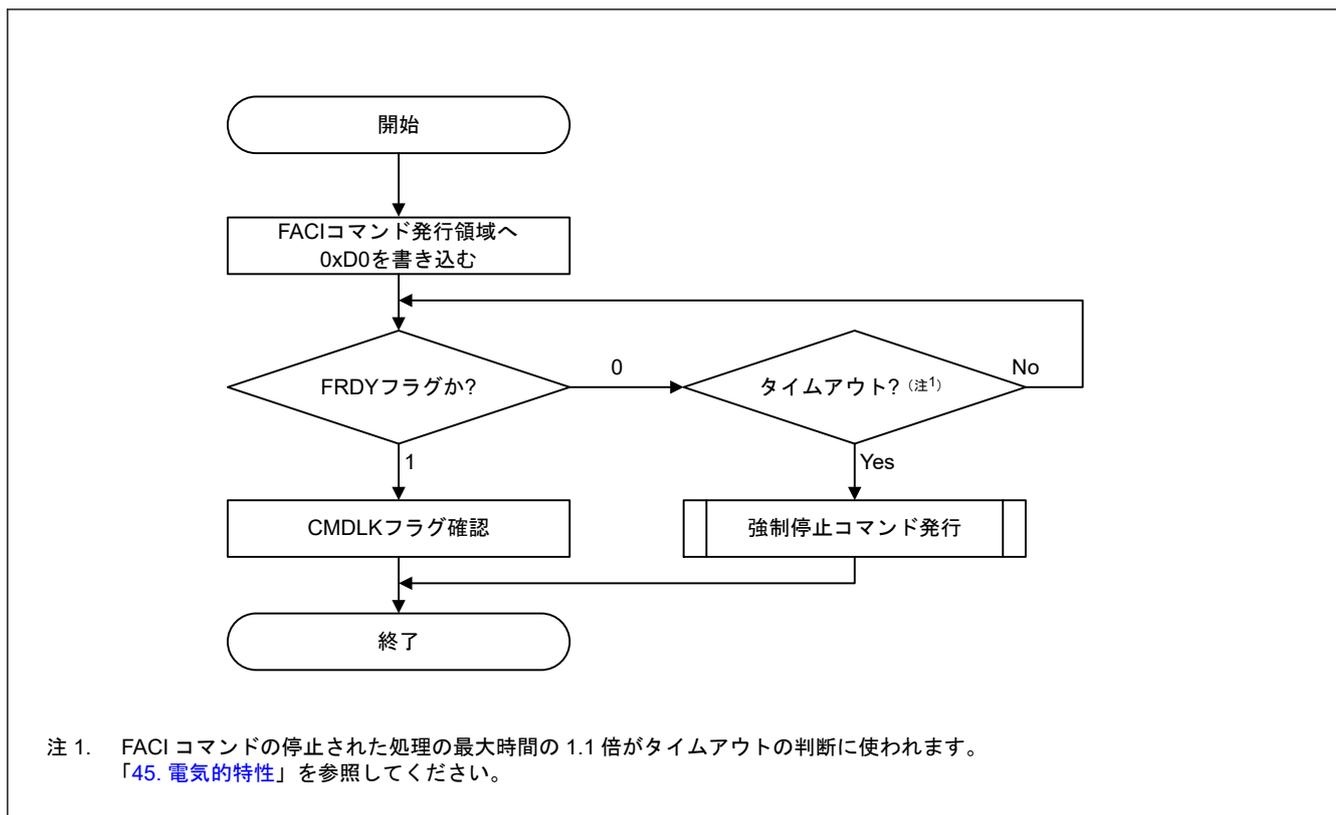 開始
FACIコマンド発行領域へ
0xD0を書き込む
FRDYフラグか?
0
タイムアウト?（注1）
No
1
Yes
CMDLKフラグ確認
強制停止コマンド発行
終了
注 1. FACI コマンドの停止された処理の最大時間の 1.1 倍がタイムアウトの判断に使われます。
「45. 電気的特性」を参照してください。